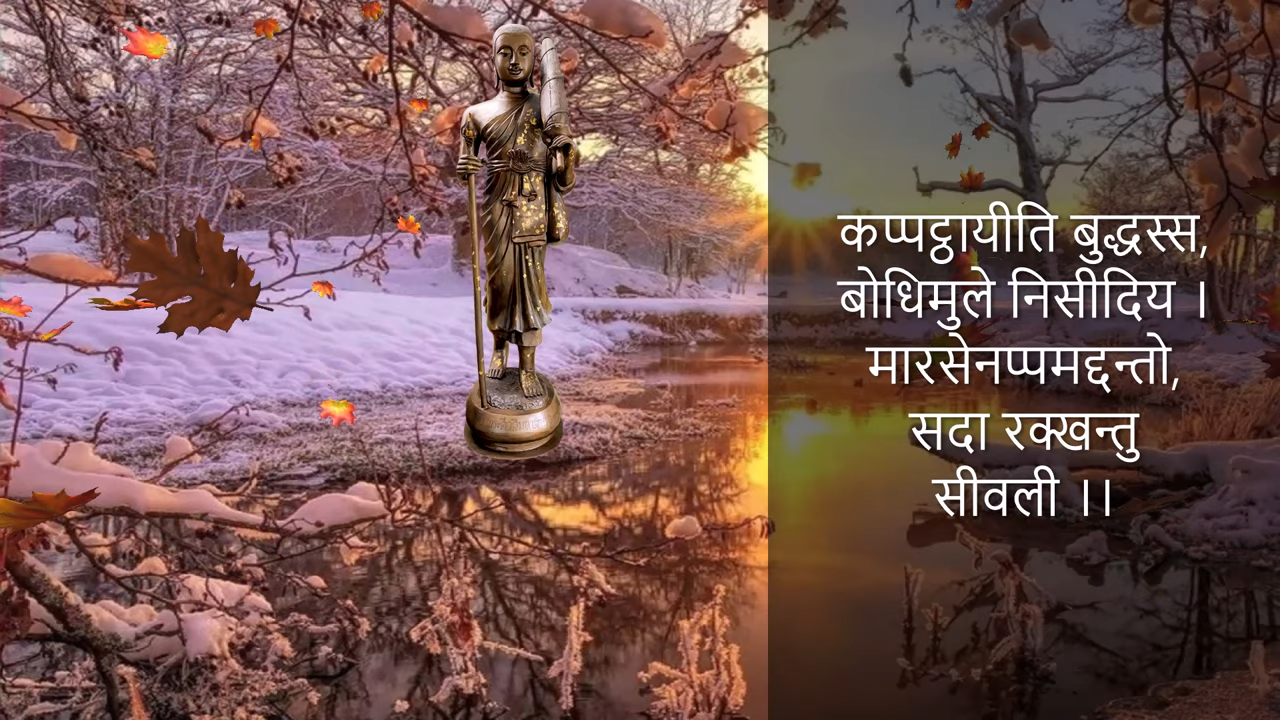 कप्पट्ठायीति बुद्धस्स,
बोधिमुले निसीदिय ।
मारसेनप्पमद्दन्तो,
सदा रक्खन्तु
सीवली ।।